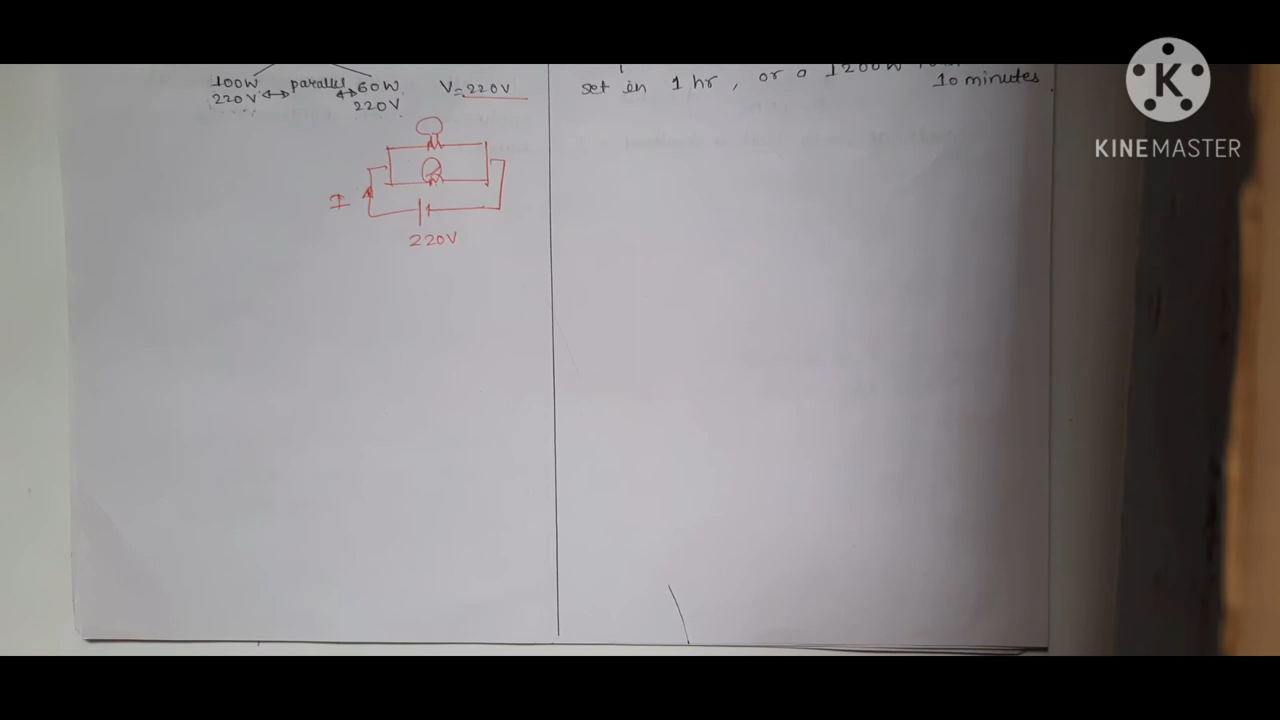 100W parallel 60W V=220V
220V 220V
I
220V
set in 1 hr, or a 1200W
10 minutes.
KINEMASTER